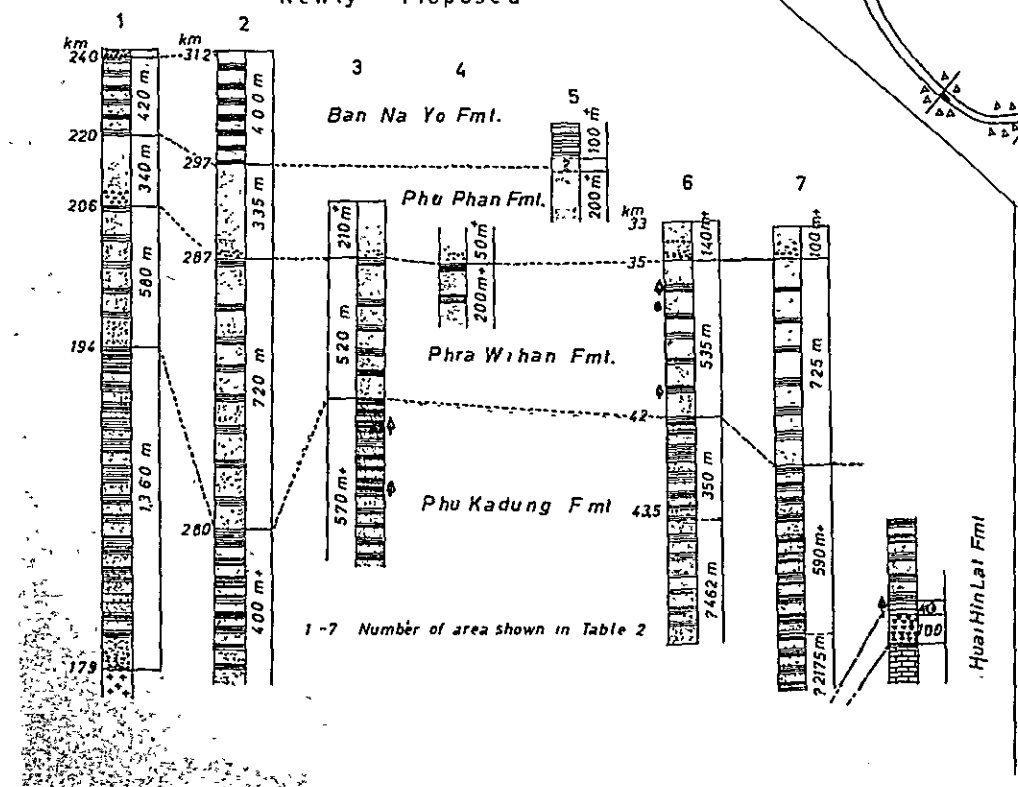 Newly Proposed
1
2
3
4
5
6
7
km
240
220
206
194
179
420 m.
340 m
580 m
1,360 m
km
312
297
287
280
400 m
335 m
720 m
400 m+
Ban Na Yo Fmt.
Phu Phan Fmt.
Phra Wihan Fmt.
Phu Kadung Fmt
+210 m
520 m
570 m+
+50 m
200 m+
+100 m
200 m+
km
33
35
42
43.5
140 m+
535 m
350 m
?462 m
100 m+
725 m
590 m+
?2175 m+
40
100
Huai Hin Lat Fmt
1-7 Number of area shown in Table 2